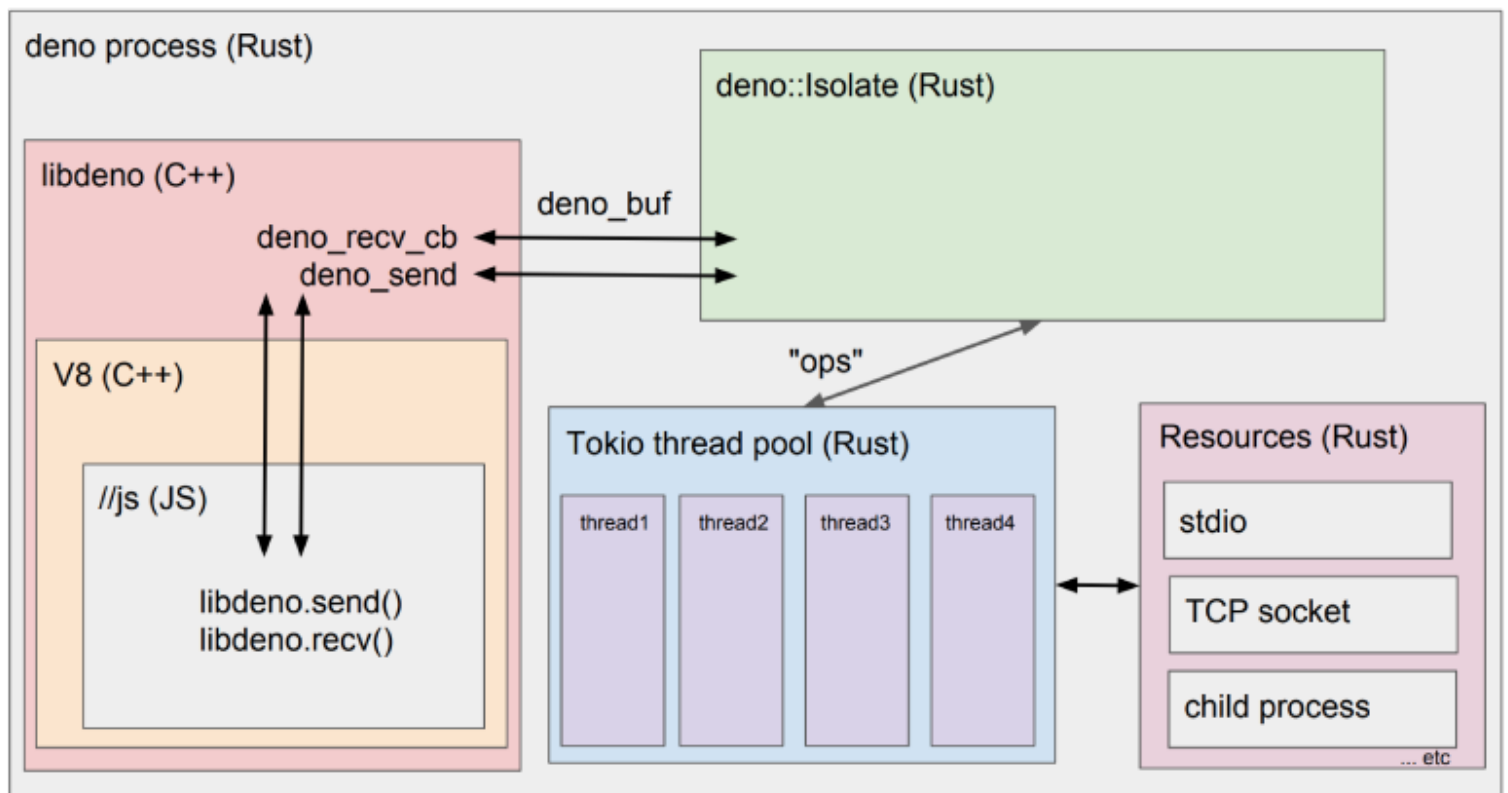 deno process (Rust)
deno::Isolate (Rust)
libdeno (C++)
deno_buf
deno_recv_cb
deno_send
"ops"
V8 (C++)
//js (JS)
libdeno.send()
libdeno.recv()
Tokio thread pool (Rust)
thread1
thread2
thread3
thread4
Resources (Rust)
stdio
TCP socket
child process
... etc